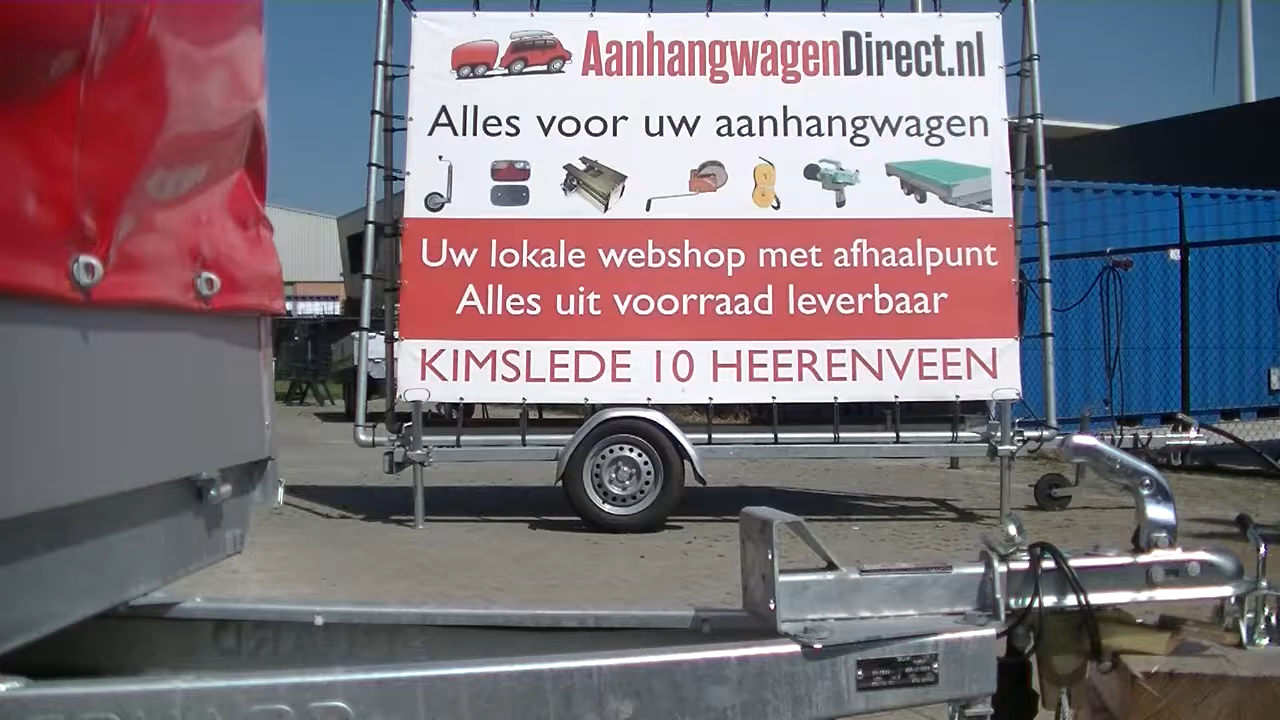 AanhangwagenDirect.nl
Alles voor uw aanhangwagen
Uw lokale webshop met afhaalpunt
Alles uit voorraad leverbaar
KIMSLEDE 10 HEERENVEEN